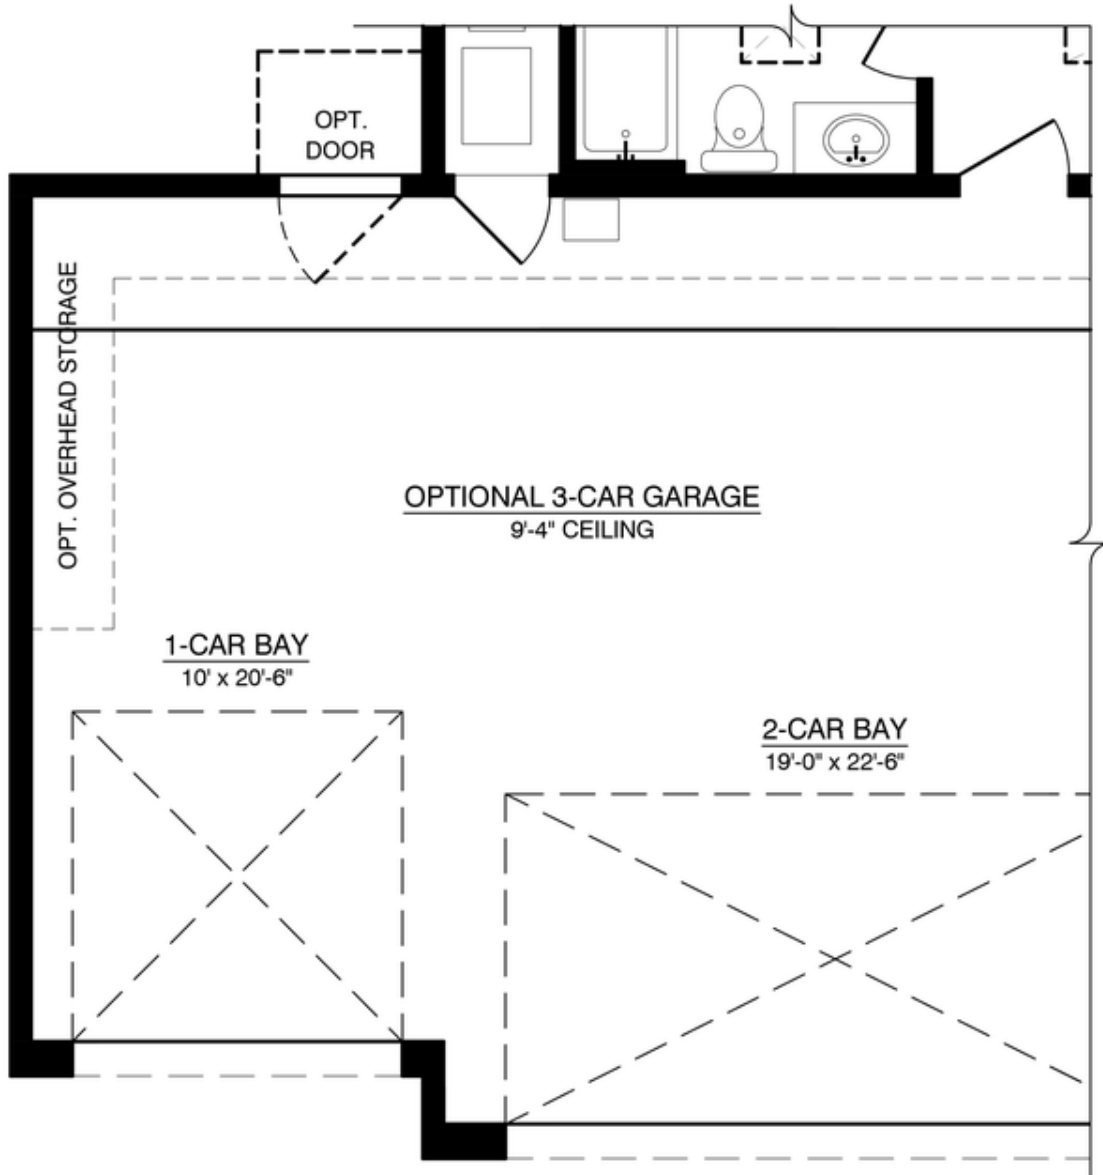 OPT.
DOOR
OPT. OVERHEAD STORAGE
OPTIONAL 3-CAR GARAGE
9'-4" CEILING
1-CAR BAY
10' x 20'-6"
2-CAR BAY
19'-0" x 22'-6"